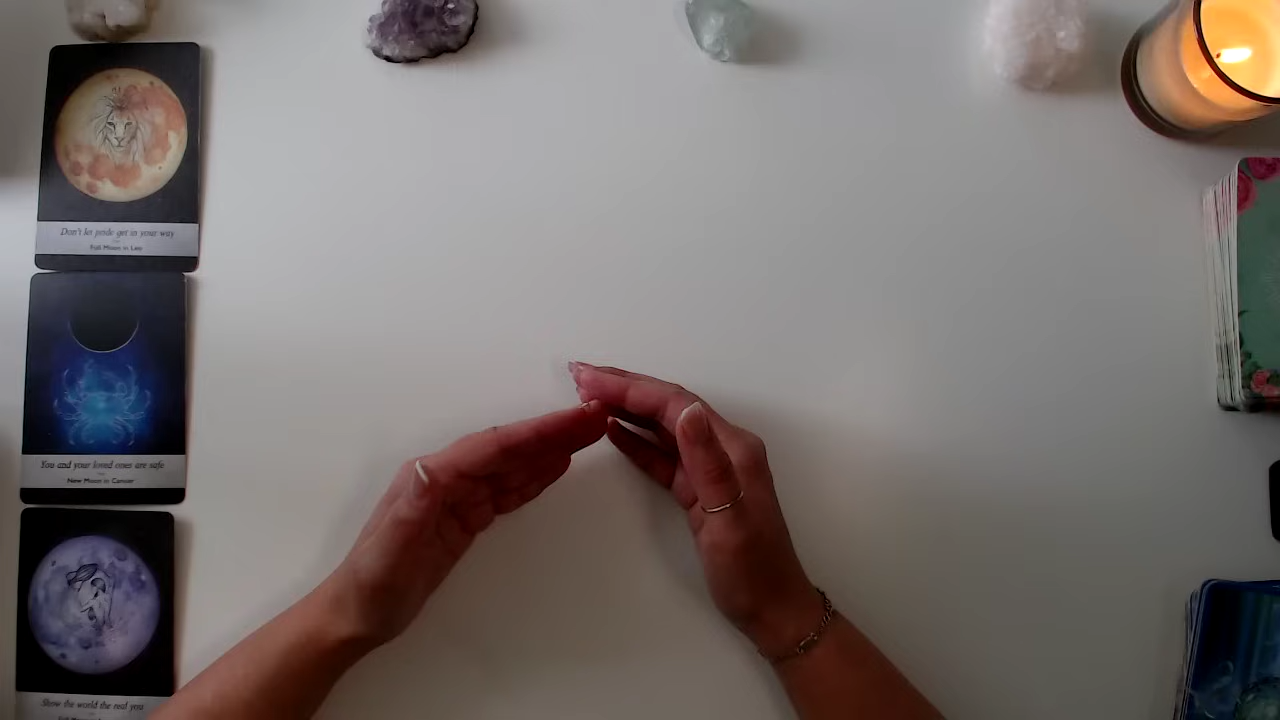 Don't let pride get in your way
Full Moon in Leo
You and your loved ones are safe
New Moon in Cancer
Show the world the real you